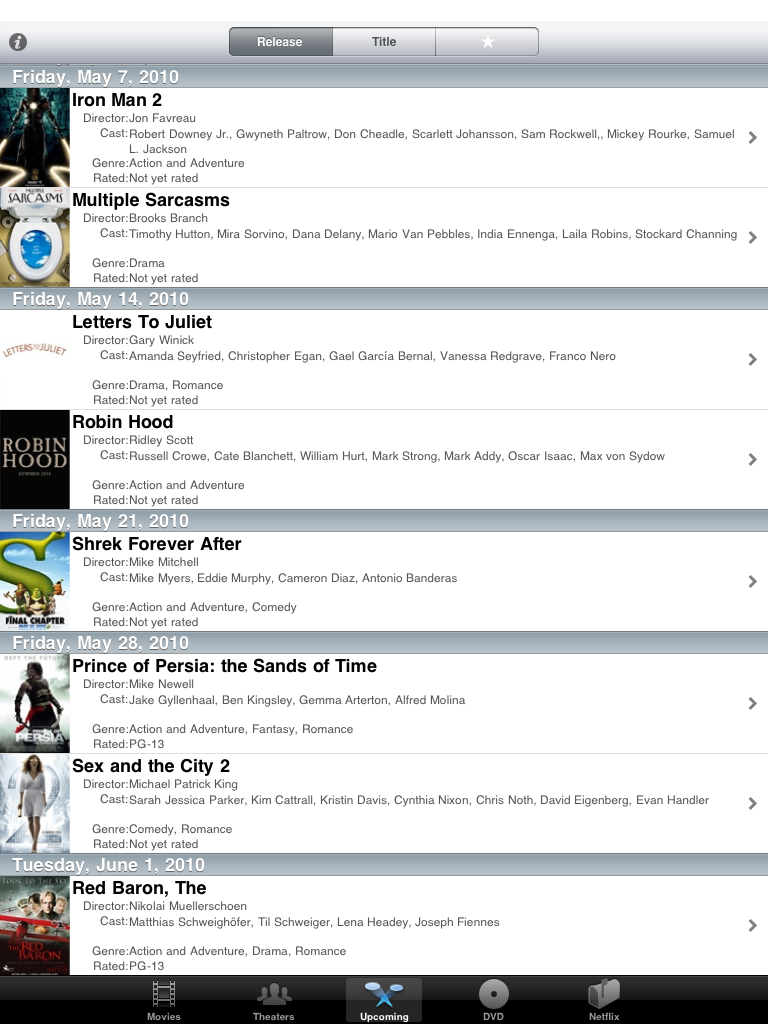 Release
Title
Friday, May 7, 2010
Iron Man 2
Director:Jon Favreau
Cast:Robert Downey Jr., Gwyneth Paltrow, Don Cheadle, Scarlett Johansson, Sam Rockwell,, Mickey Rourke, Samuel
L. Jackson
Genre:Action and Adventure
Rated:Not yet rated
MULTIPLE
SARCASMS
Multiple Sarcasms
Director:Brooks Branch
Cast:Timothy Hutton, Mira Sorvino, Dana Delany, Mario Van Pebbles, India Ennenga, Laila Robins, Stockard Channing
Genre:Drama
Rated:Not yet rated
Friday, May 14, 2010
LETTERS TO JULIET
Letters To Juliet
Director:Gary Winick
Cast:Amanda Seyfried, Christopher Egan, Gael García Bernal, Vanessa Redgrave, Franco Nero
Genre:Drama, Romance
Rated:Not yet rated
ROBIN
HOOD
Robin Hood
Director:Ridley Scott
Cast:Russell Crowe, Cate Blanchett, William Hurt, Mark Strong, Mark Addy, Oscar Isaac, Max von Sydow
Genre:Action and Adventure
Rated:Not yet rated
Friday, May 21, 2010
FINAL CHAPTER
Shrek Forever After
Director:Mike Mitchell
Cast:Mike Myers, Eddie Murphy, Cameron Diaz, Antonio Banderas
Genre:Action and Adventure, Comedy
Rated:Not yet rated
Friday, May 28, 2010
DEFY THE FUTURE
PERSIA
Prince of Persia: the Sands of Time
Director:Mike Newell
Cast:Jake Gyllenhaal, Ben Kingsley, Gemma Arterton, Alfred Molina
Genre:Action and Adventure, Fantasy, Romance
Rated:PG-13
2
Sex and the City 2
Director:Michael Patrick King
Cast:Sarah Jessica Parker, Kim Cattrall, Kristin Davis, Cynthia Nixon, Chris Noth, David Eigenberg, Evan Handler
Genre:Comedy, Romance
Rated:Not yet rated
Tuesday, June 1, 2010
LOOK TO THE SKY
THE RED
BARON
Red Baron, The
Director:Nikolai Muellerschoen
Cast:Matthias Schweighöfer, Til Schweiger, Lena Headey, Joseph Fiennes
Genre:Action and Adventure, Drama, Romance
Rated:PG-13
Movies
Theaters
Upcoming
DVD
Netflix